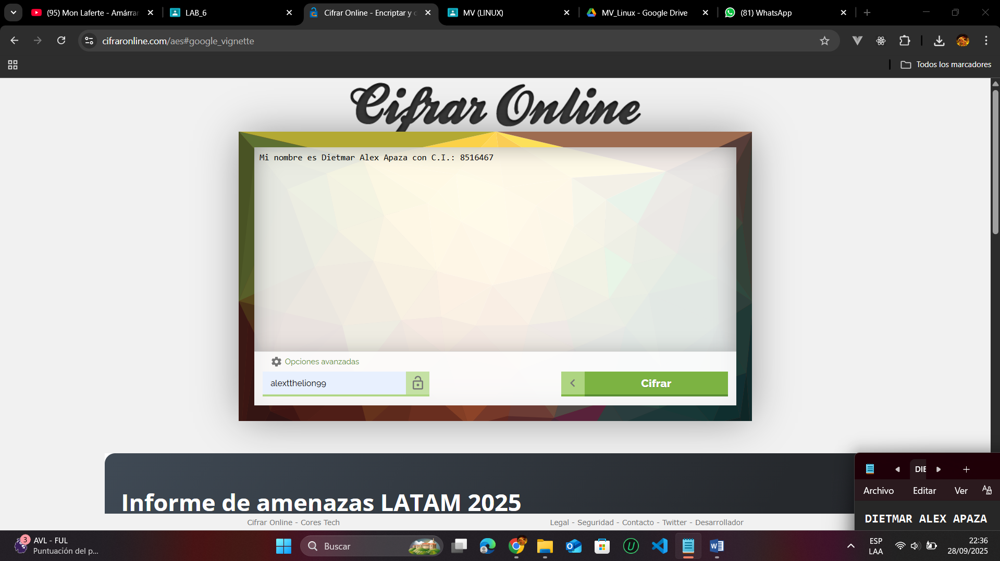 (95) Mon Laferte - Amárran
LAB_6
Cifrar Online - Encriptar y c
MV (LINUX)
MV_Linux - Google Drive
(81) WhatsApp
cifraronline.com/aes#google_vignette
Todos los marcadores
Cifrar Online
Mi nombre es Dietmar Alex Apaza con C.I.: 8516467
Opciones avanzadas
alextthelion99
Cifrar
Informe de amenazas LATAM 2025
Cifrar Online - Cores Tech
Legal - Seguridad - Contacto - Twitter - Desarrollador
DIE
Archivo
Editar
Ver
DIETMAR ALEX APAZA
3
AVL - FUL
Puntuación del p...
Buscar
ESP
LAA
22:36
28/09/2025